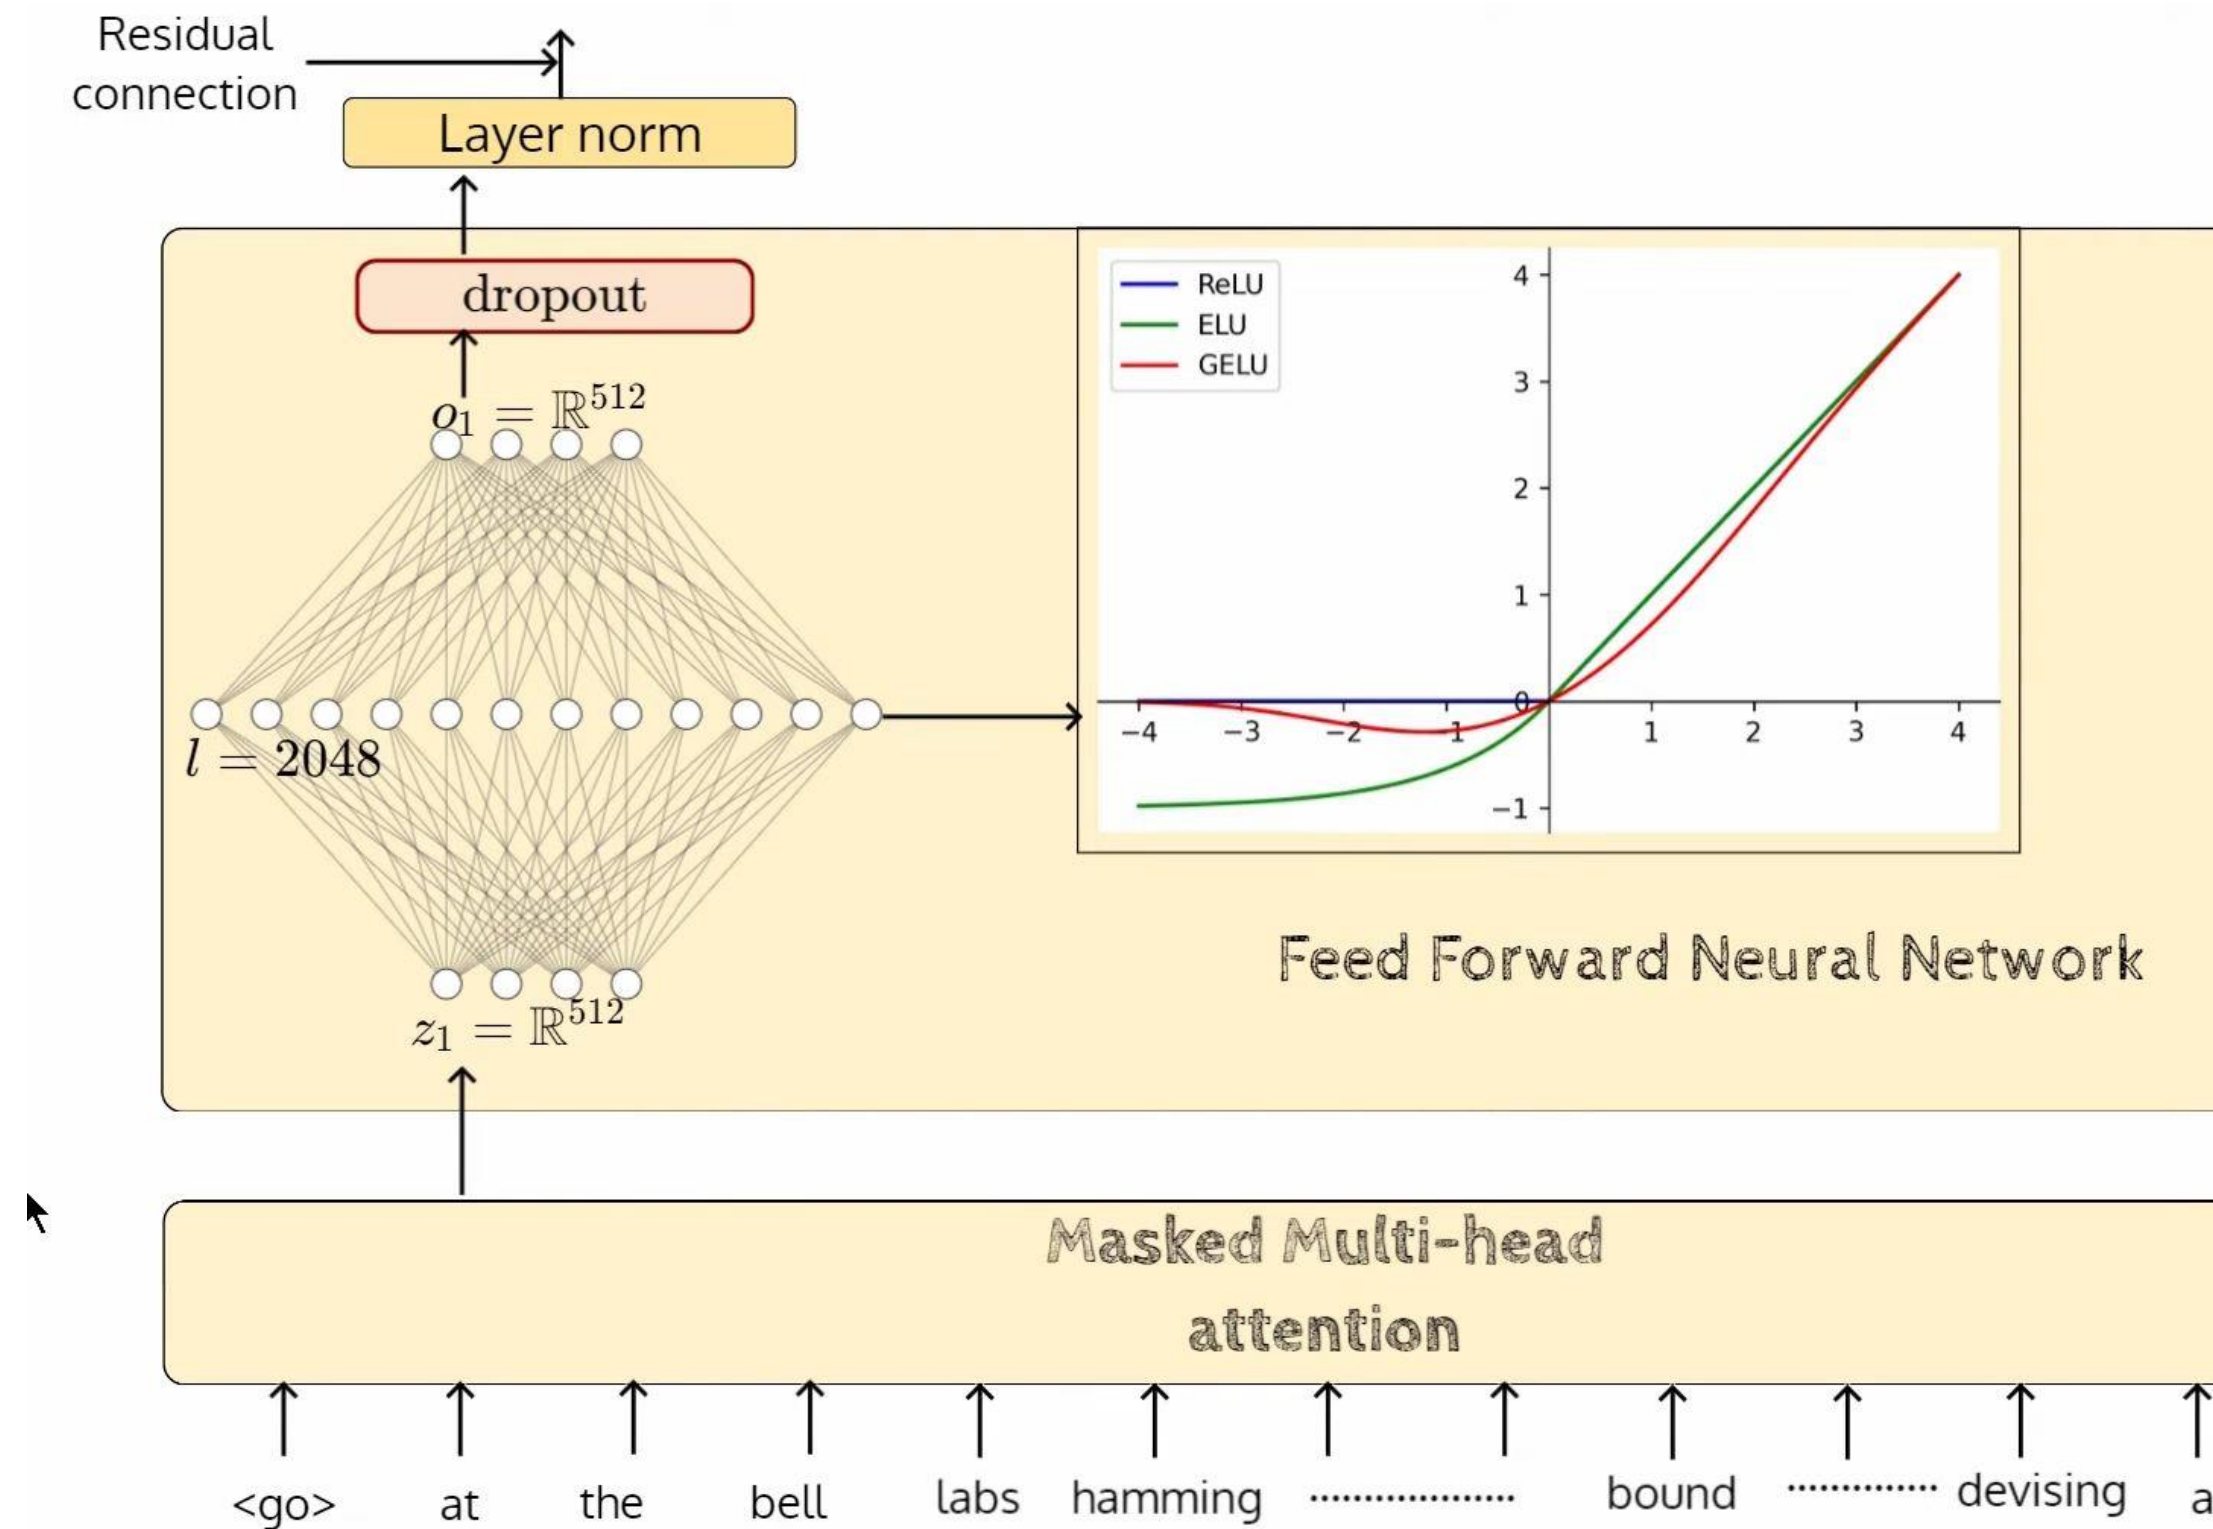 Residual
connection
Layer norm
dropout
o₁ = ℝ⁵¹²
l = 2048
z₁ = ℝ⁵¹²
ReLU
ELU
GELU
4
3
2
1
0
−1
−4 −3 −2 −1 1 2 3 4
Feed Forward Neural Network
Masked Multi-head
attention
<go> at the bell labs hamming .................... bound ................ devising a